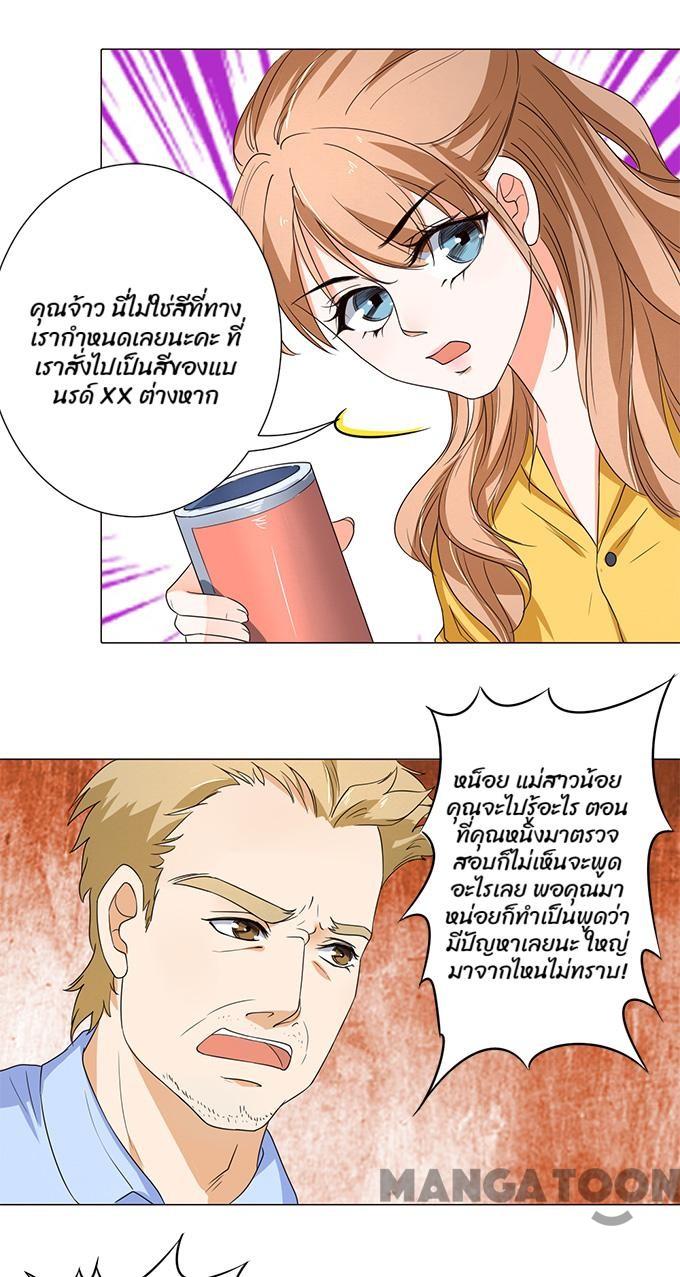 คุณจ้าว นี่ไม่ใช่สีที่ทาง
เรากำหนดเลยนะคะ ที่
เราสั่งไปเป็นสีของแบ
นรด์ XX ต่างหาก
หน็อย แม่สาวน้อย
คุณจะไปรู้อะไร ตอน
ที่คุณหนิงมาตรวจ
สอบก็ไม่เห็นจะพูด
อะไรเลย พอคุณมา
หน่อยก็ทำเป็นพูดว่า
มีปัญหาเลยนะ ใหญ่
มาจากไหนไม่ทราบ!
MANGATOON